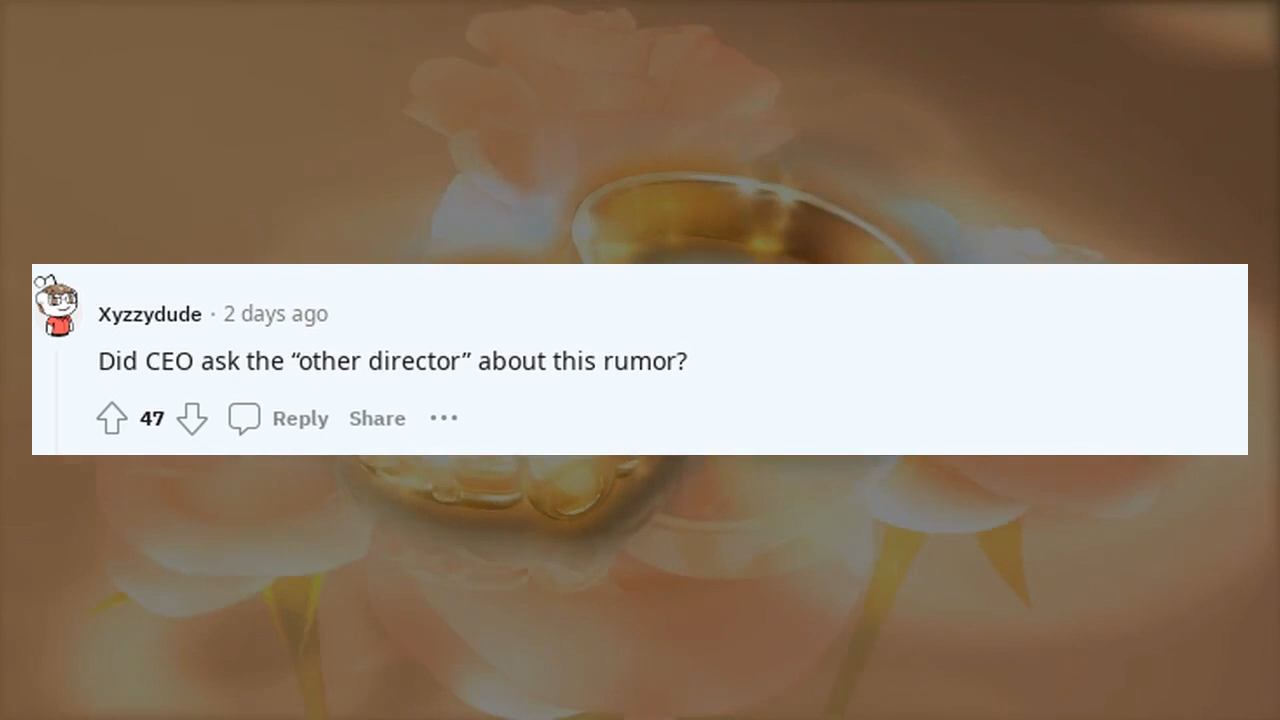 Xyzzydude · 2 days ago
Did CEO ask the “other director” about this rumor?
47 Reply Share ···